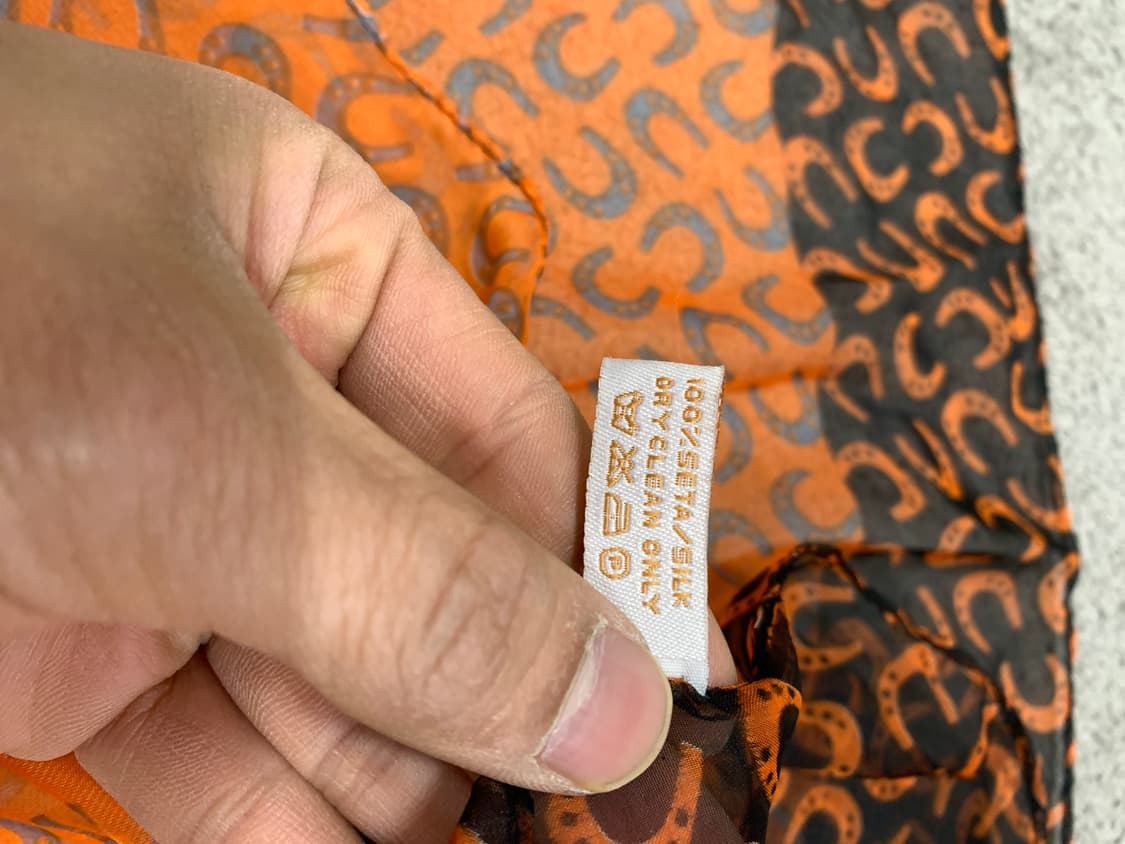 100%SETA/SILK
DRY CLEAN ONLY
P